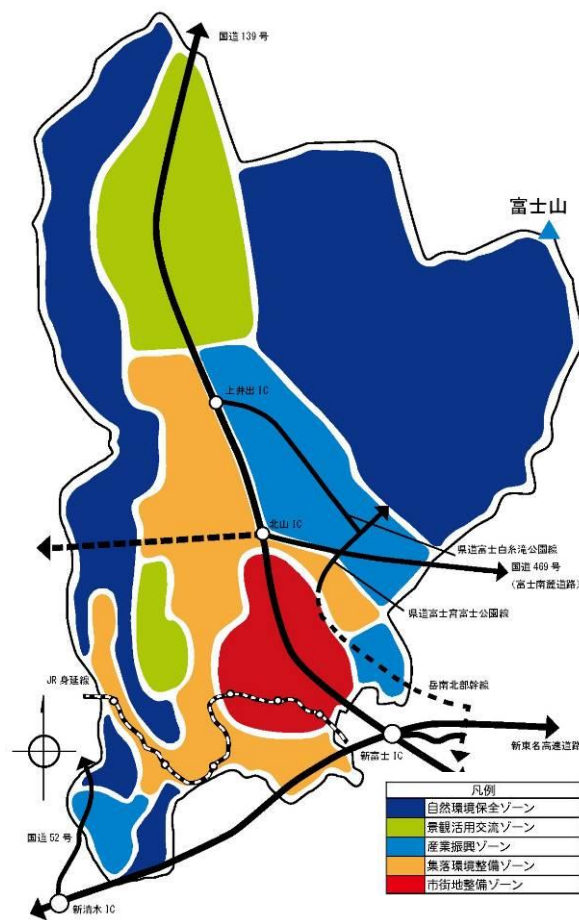 国道139号
富士山
上井出IC
北山IC
県道富士白糸滝公園線
国道469号
(富士南麓道路)
県道富士宮富士公園線
JR身延線
岳南北部幹線
新東名高速道路
新富士IC
国道52号
新清水IC
凡例
自然環境保全ゾーン
景観活用交流ゾーン
産業振興ゾーン
集落環境整備ゾーン
市街地整備ゾーン